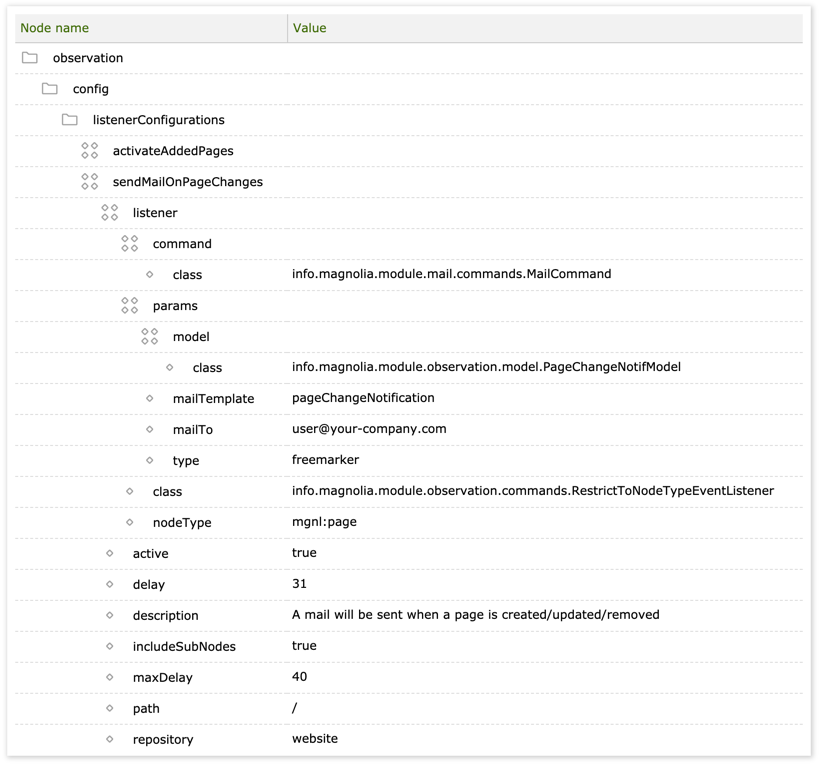 Node name Value
observation
config
listenerConfigurations
activateAddedPages
sendMailOnPageChanges
listener
command
class info.magnolia.module.mail.commands.MailCommand
params
model
class info.magnolia.module.observation.model.PageChangeNotifModel
mailTemplate pageChangeNotification
mailTo user@your-company.com
type freemarker
class info.magnolia.module.observation.commands.RestrictToNodeTypeEventListener
nodeType mgnl:page
active true
delay 31
description A mail will be sent when a page is created/updated/removed
includeSubNodes true
maxDelay 40
path /
repository website